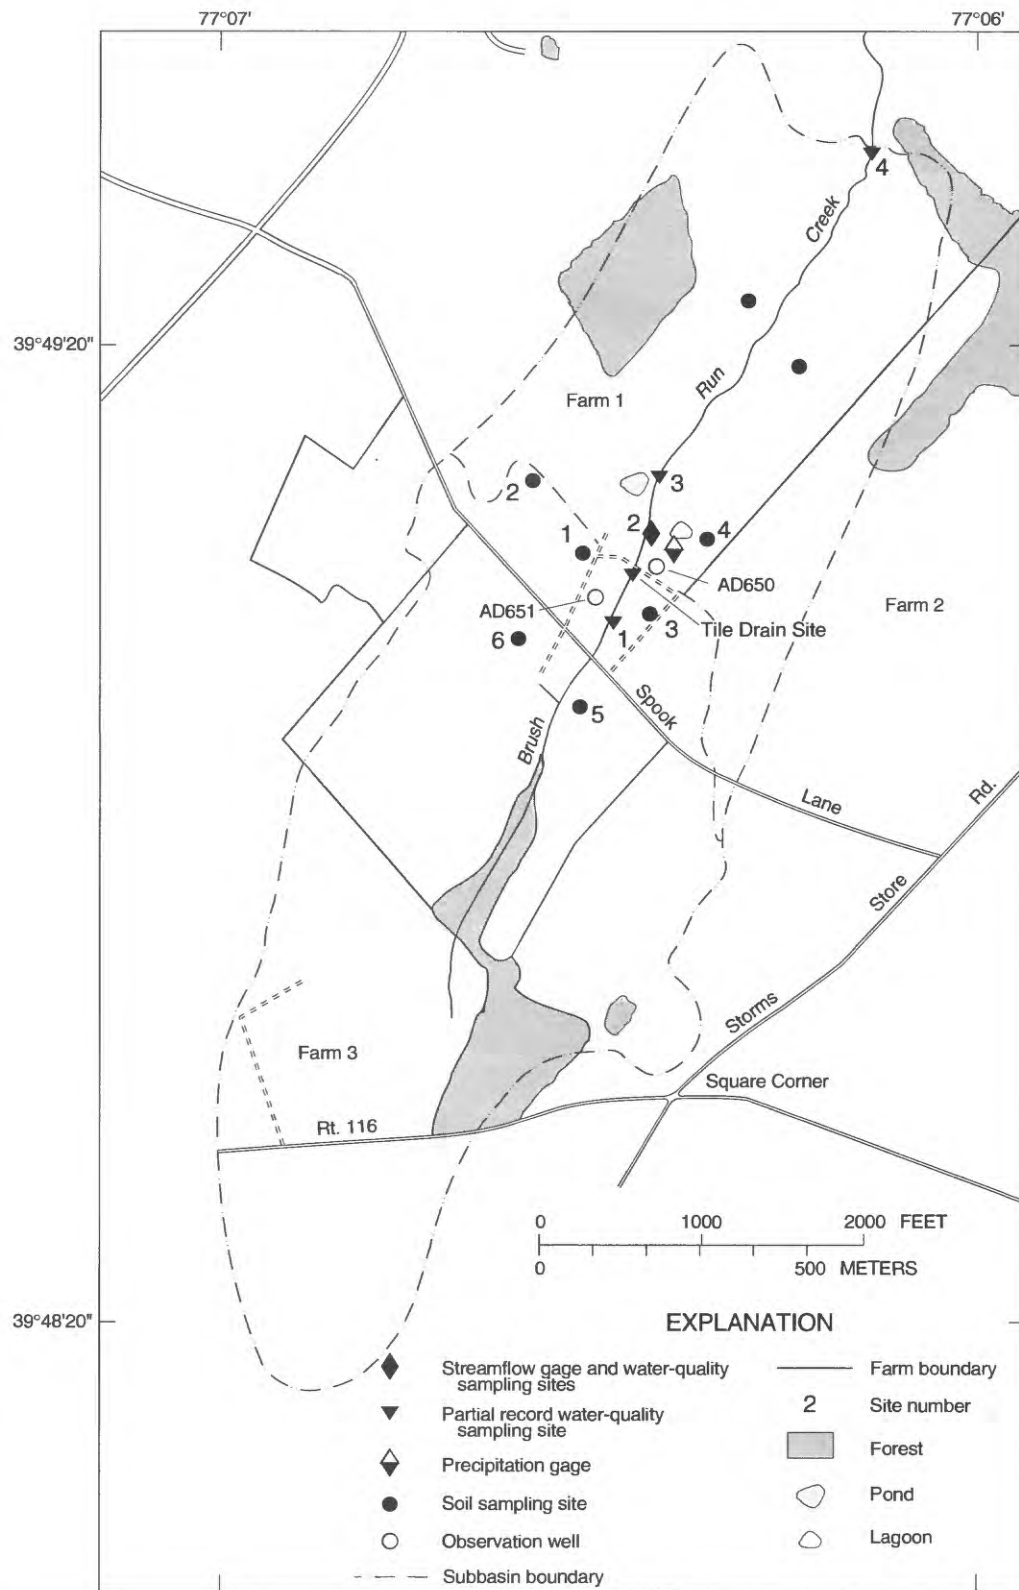 77°07'
77°06'
4
Creek
39°49'20"
Run
Farm 1
3
2
2
4
1
AD650
Farm 2
AD651
3
Tile Drain Site
1
6
Spook
5
Brush
Lane
Rd.
Store
Storms
Farm 3
Square Corner
Rt. 116
0 1000 2000 FEET
0 500 METERS
39°48'20"
EXPLANATION
Streamflow gage and water-quality
sampling sites
Partial record water-quality
sampling site
Precipitation gage
Soil sampling site
Observation well
Subbasin boundary
Farm boundary
2 Site number
Forest
Pond
Lagoon